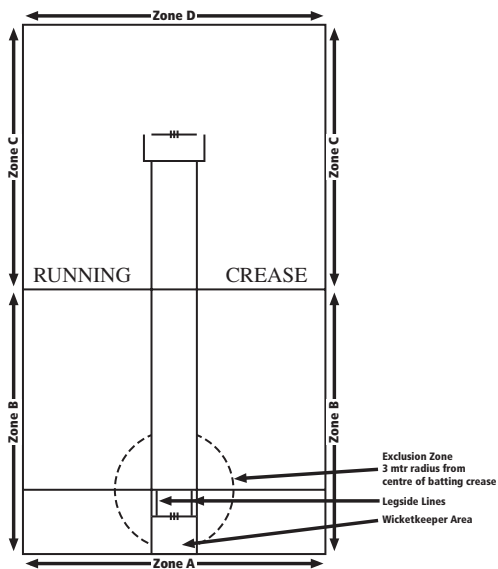 Zone D
Zone C
Zone C
RUNNING CREASE
Zone B
Zone B
Exclusion Zone
3 mtr radius from
centre of batting crease
Legside Lines
Wicketkeeper Area
Zone A